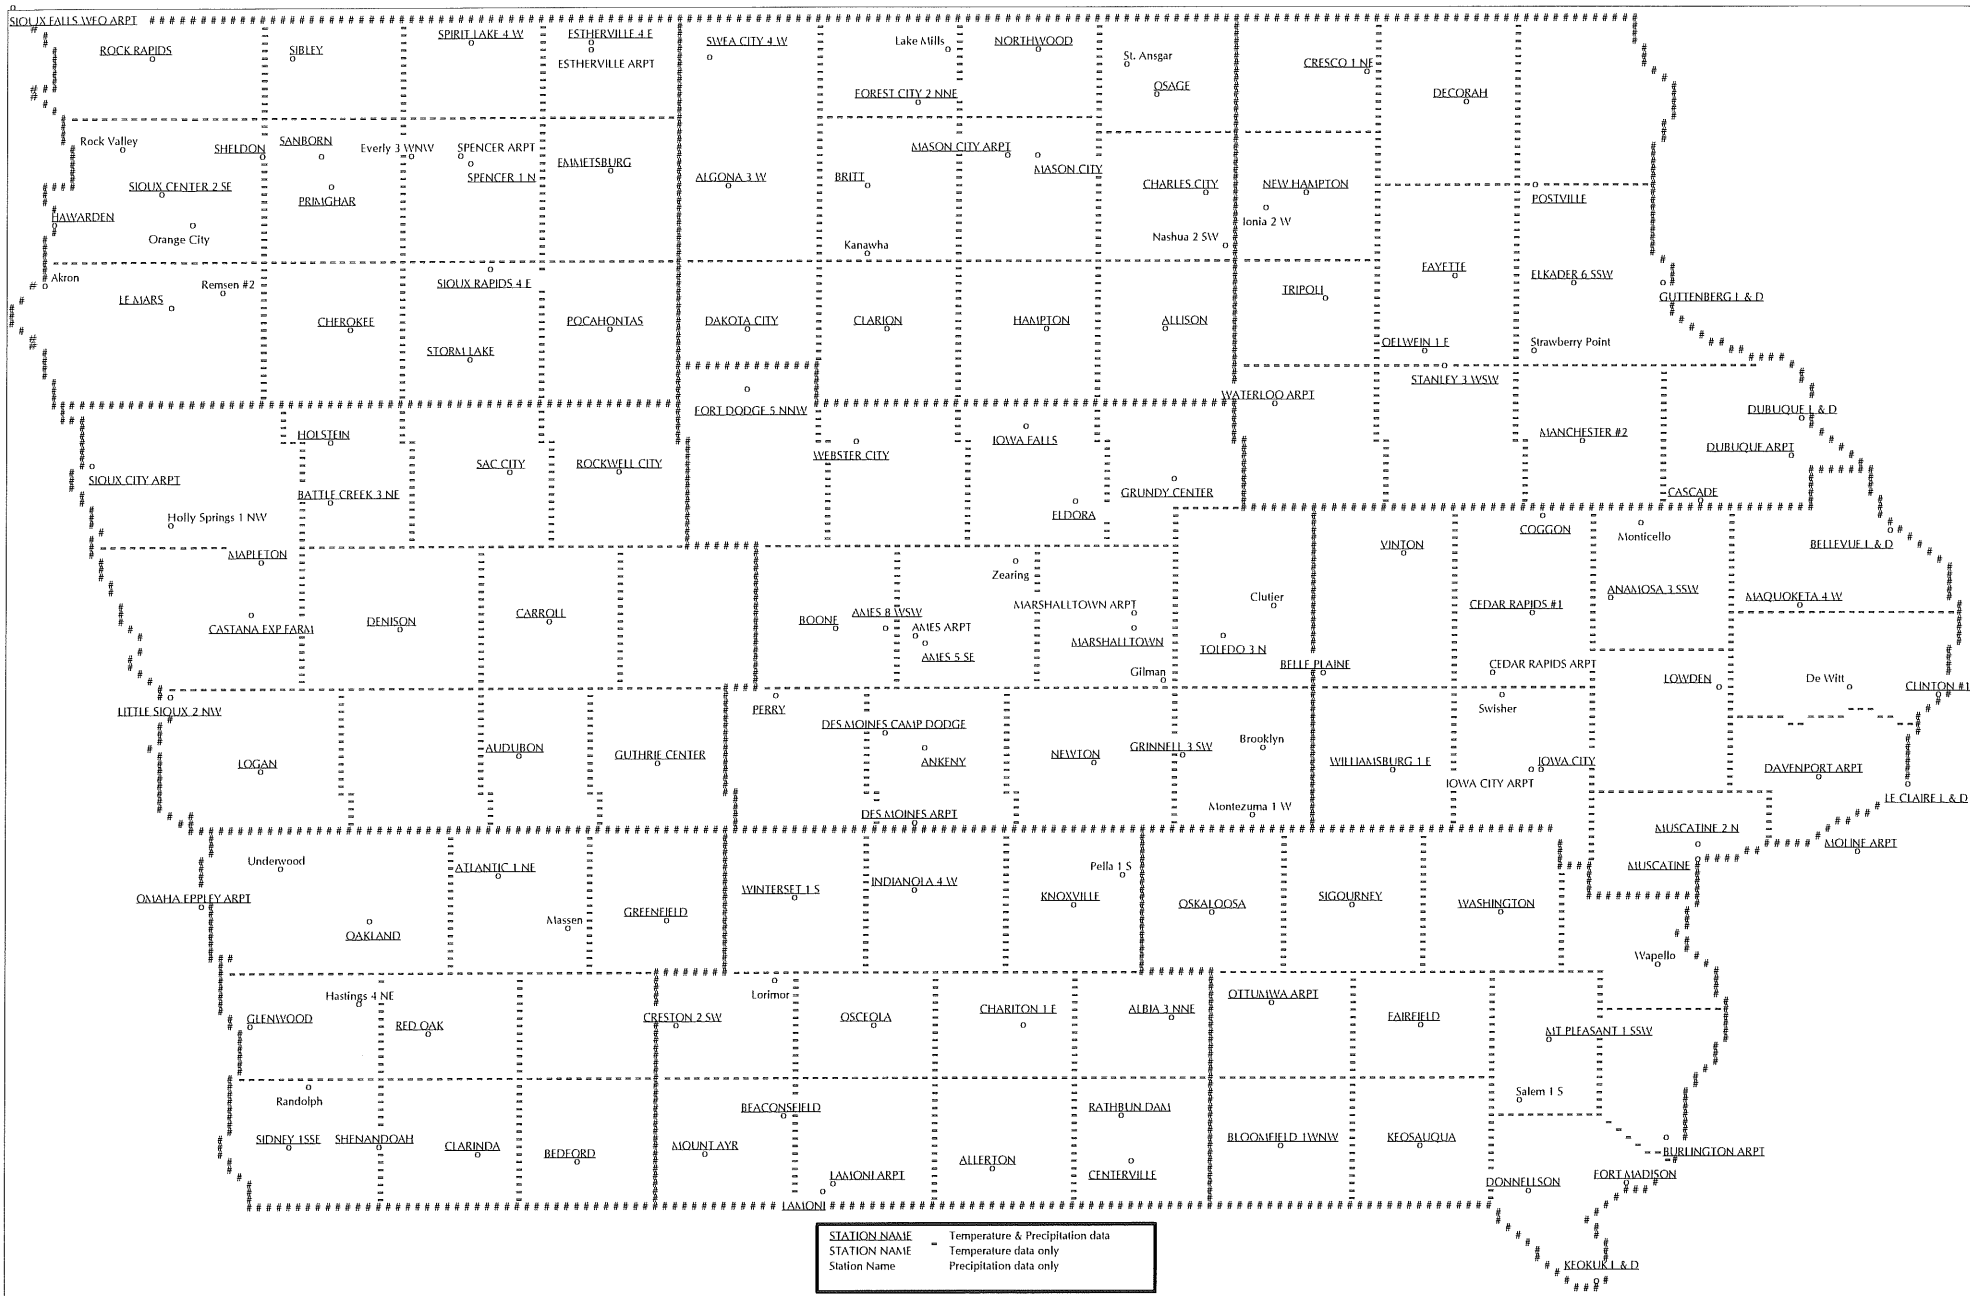 SIOUX FALLS WFO ARPT
ROCK RAPIDS
SIBLEY
SPIRIT LAKE 4 W
ESTHERVILLE 4 E
ESTHERVILLE ARPT
SWEA CITY 4 W
Lake Mills
NORTHWOOD
St. Ansgar
OSAGE
CRESCO 1 NE
DECORAH
FOREST CITY 2 NNE
Rock Valley
SHELDON
SANBORN
Everly 3 WNW
SPENCER ARPT
SPENCER 1 N
EMMETSBURG
ALGONA 3 W
BRITT
MASON CITY ARPT
MASON CITY
CHARLES CITY
NEW HAMPTON
POSTVILLE
SIOUX CENTER 2 SE
PRIMGHAR
HAWARDEN
Orange City
Kanawha
Nashua 2 SW
Ionia 2 W
Akron
LE MARS
Remsen #2
CHEROKEE
SIOUX RAPIDS 4 E
STORM LAKE
POCAHONTAS
DAKOTA CITY
CLARION
HAMPTON
ALLISON
TRIPOLI
FAYETTE
ELKADER 6 SSW
GUTTENBERG L & D
OELWEIN 1 E
Strawberry Point
STANLEY 3 WSW
WATERLOO ARPT
FORT DODGE 5 NNW
HOLSTEIN
SAC CITY
ROCKWELL CITY
WEBSTER CITY
IOWA FALLS
MANCHESTER #2
DUBUQUE L & D
DUBUQUE ARPT
SIOUX CITY ARPT
BATTLE CREEK 3 NE
GRUNDY CENTER
CASCADE
Holly Springs 1 NW
ELDORA
COGGON
Monticello
BELLEVUE L & D
MAPLETON
VINTON
Zearing
CASTANA EXP FARM
DENISON
CARROLL
BOONE
AMES 8 WSW
AMES ARPT
AMES 5 SE
MARSHALLTOWN ARPT
MARSHALLTOWN
Clutier
TOLEDO 3 N
CEDAR RAPIDS #1
ANAMOSA 3 SSW
MAQUOKETA 4 W
Gilman
BELLE PLAINE
CEDAR RAPIDS ARPT
LOWDEN
De Witt
CLINTON #1
LITTLE SIOUX 2 NW
PERRY
Swisher
DES MOINES CAMP DODGE
LOGAN
AUDUBON
GUTHRIE CENTER
ANKENY
NEWTON
GRINNELL 3 SW
Brooklyn
WILLIAMSBURG 1 E
IOWA CITY
IOWA CITY ARPT
DAVENPORT ARPT
LE CLAIRE L & D
DES MOINES ARPT
Montezuma 1 W
MUSCATINE 2 N
MOLINE ARPT
MUSCATINE
Underwood
ATLANTIC 1 NE
WINTERSET 1 S
INDIANOLA 4 W
Pella 1 S
KNOXVILLE
OSKALOOSA
SIGOURNEY
WASHINGTON
OMAHA EPPLEY ARPT
OAKLAND
Massen
GREENFIELD
Wapello
Hastings 4 NE
GLENWOOD
RED OAK
Lorimor
CRESTON 2 SW
OSCEOLA
CHARITON 1 E
ALBIA 3 NNE
OTTUMWA ARPT
FAIRFIELD
MT PLEASANT 1 SSW
Randolph
Salem 1 S
BEACONSFIELD
RATHBUN DAM
SIDNEY 1SSE
SHENANDOAH
CLARINDA
BEDFORD
MOUNT AYR
LAMONI ARPT
ALLERTON
CENTERVILLE
BLOOMFIELD 1WNW
KEOSAUQUA
BURLINGTON ARPT
DONNELLSON
FORT MADISON
LAMONI
KEOKUK L & D
STATION NAME = Temperature & Precipitation data
STATION NAME Temperature data only
Station Name Precipitation data only